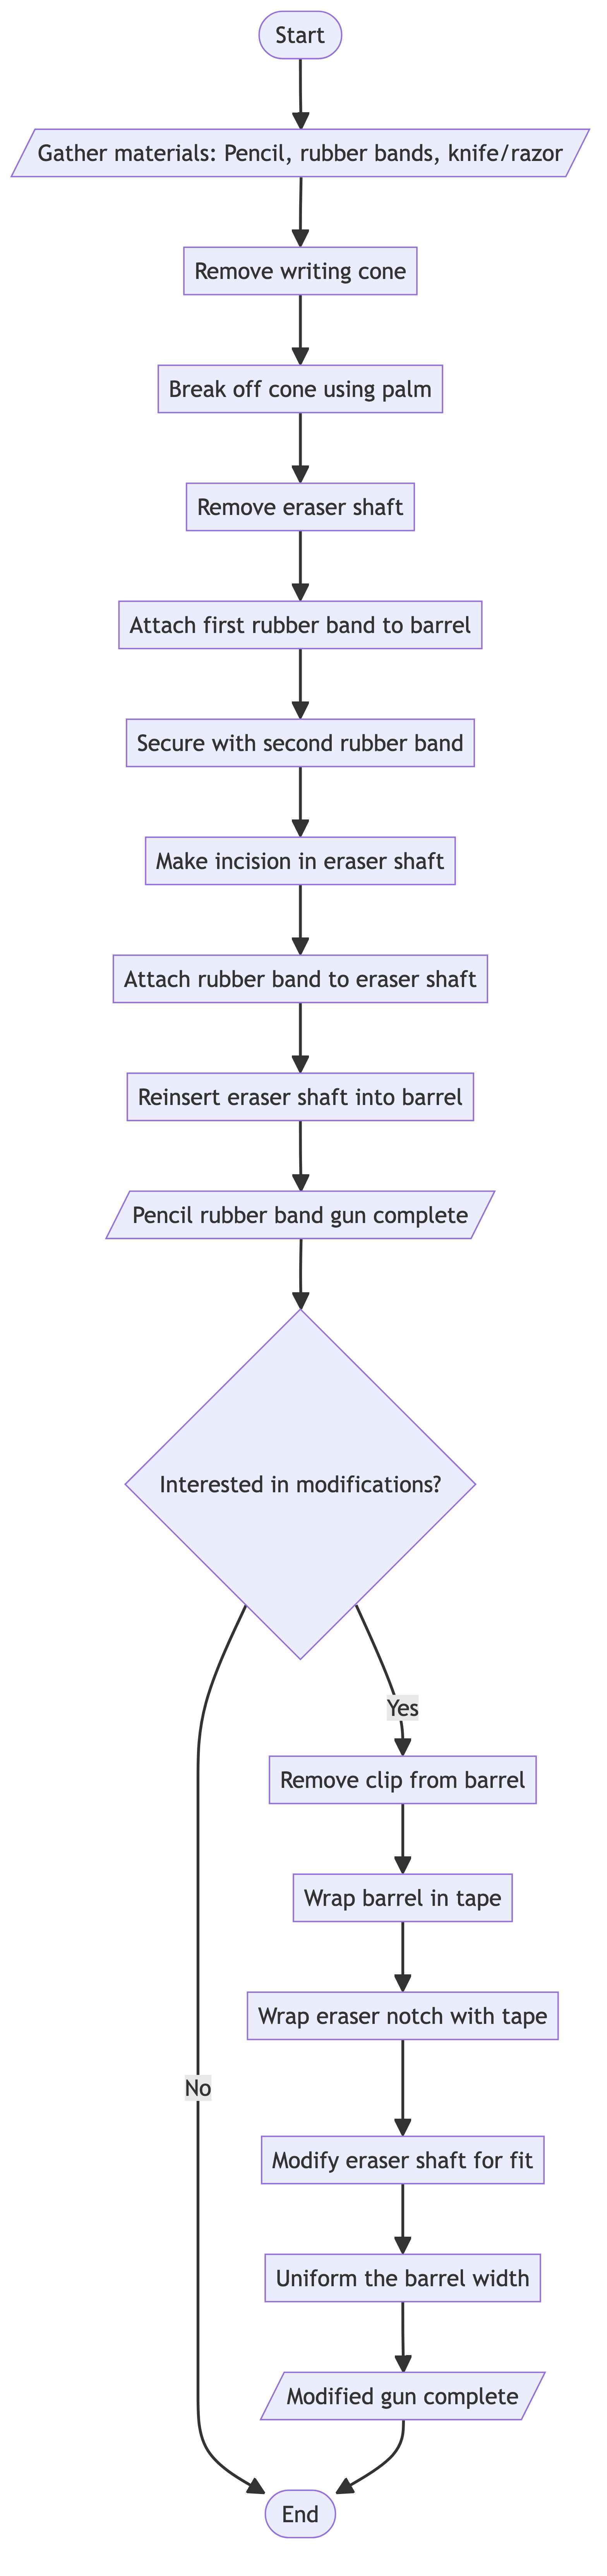 Start
Gather materials: Pencil, rubber bands, knife/razor
Remove writing cone
Break off cone using palm
Remove eraser shaft
Attach first rubber band to barrel
Secure with second rubber band
Make incision in eraser shaft
Attach rubber band to eraser shaft
Reinsert eraser shaft into barrel
Pencil rubber band gun complete
Interested in modifications?
Yes
Remove clip from barrel
Wrap barrel in tape
Wrap eraser notch with tape
No
Modify eraser shaft for fit
Uniform the barrel width
Modified gun complete
End